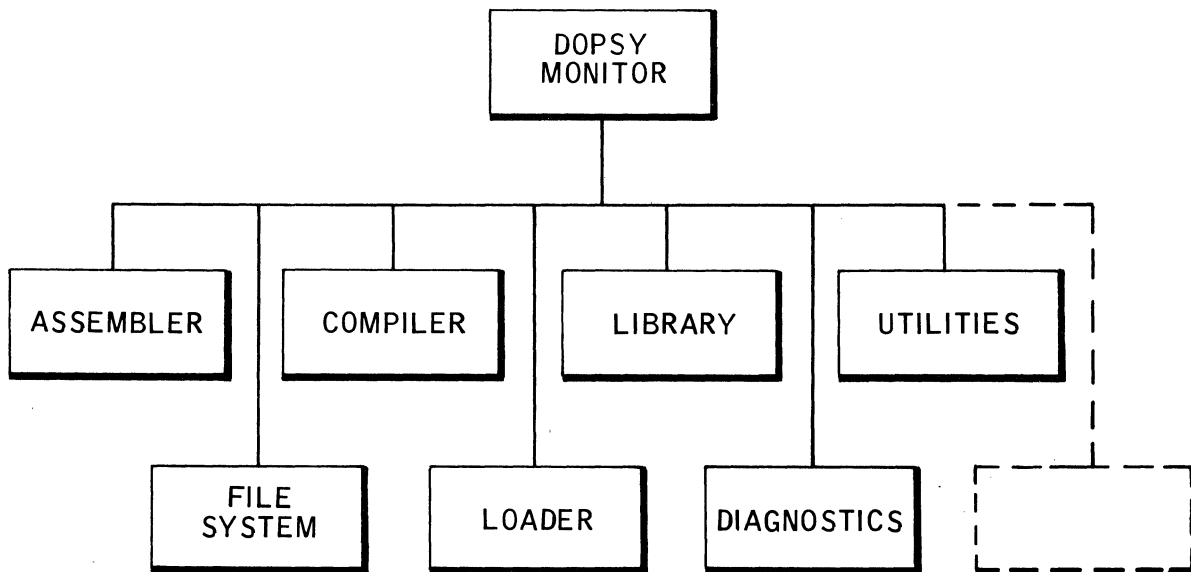 DOPSY
MONITOR
ASSEMBLER
COMPILER
LIBRARY
UTILITIES
FILE
SYSTEM
LOADER
DIAGNOSTICS